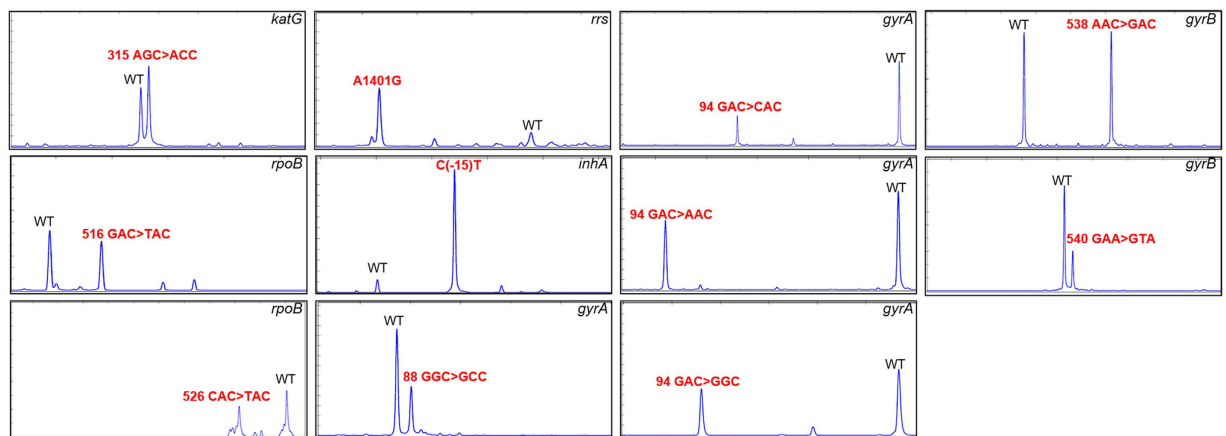 katG
315 AGC>ACC
WT
rrs
A1401G
WT
gyrA
WT
94 GAC>CAC
gyrB
WT
538 AAC>GAC
rpoB
WT
516 GAC>TAC
inhA
C(-15)T
WT
gyrA
WT
94 GAC>AAC
gyrB
WT
540 GAA>GTA
rpoB
WT
526 CAC>TAC
gyrA
WT
88 GGC>GCC
gyrA
WT
94 GAC>GGC